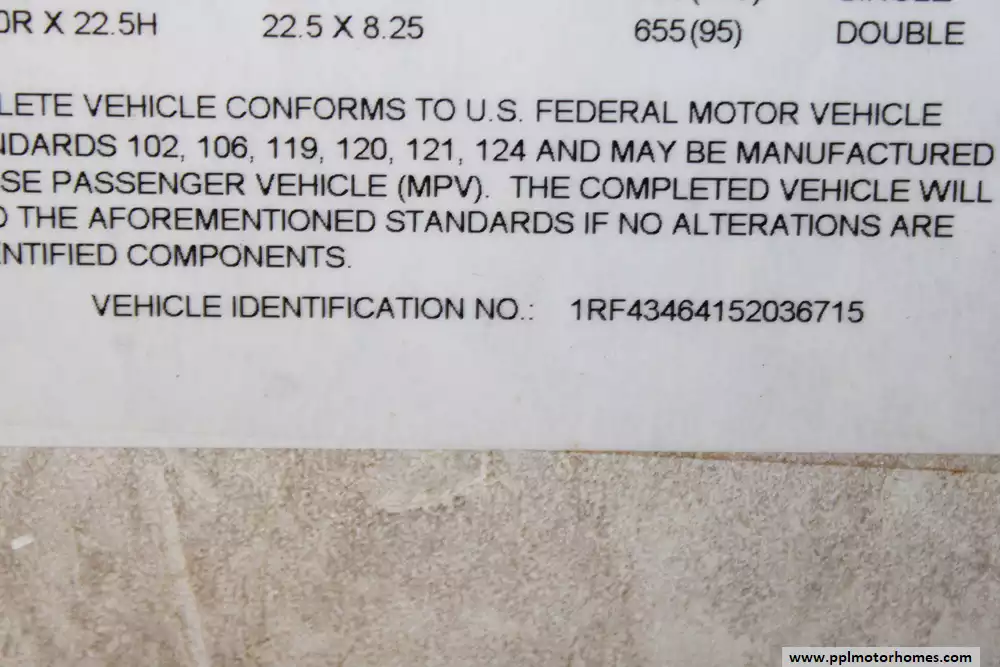 0R X 22.5H 22.5 X 8.25 655(95) DOUBLE
LETE VEHICLE CONFORMS TO U.S. FEDERAL MOTOR VEHICLE
NDARDS 102, 106, 119, 120, 121, 124 AND MAY BE MANUFACTURED
SE PASSENGER VEHICLE (MPV). THE COMPLETED VEHICLE WILL
THE AFOREMENTIONED STANDARDS IF NO ALTERATIONS ARE
NTIFIED COMPONENTS.
VEHICLE IDENTIFICATION NO.: 1RF43464152036715
www.pplmotorhomes.com